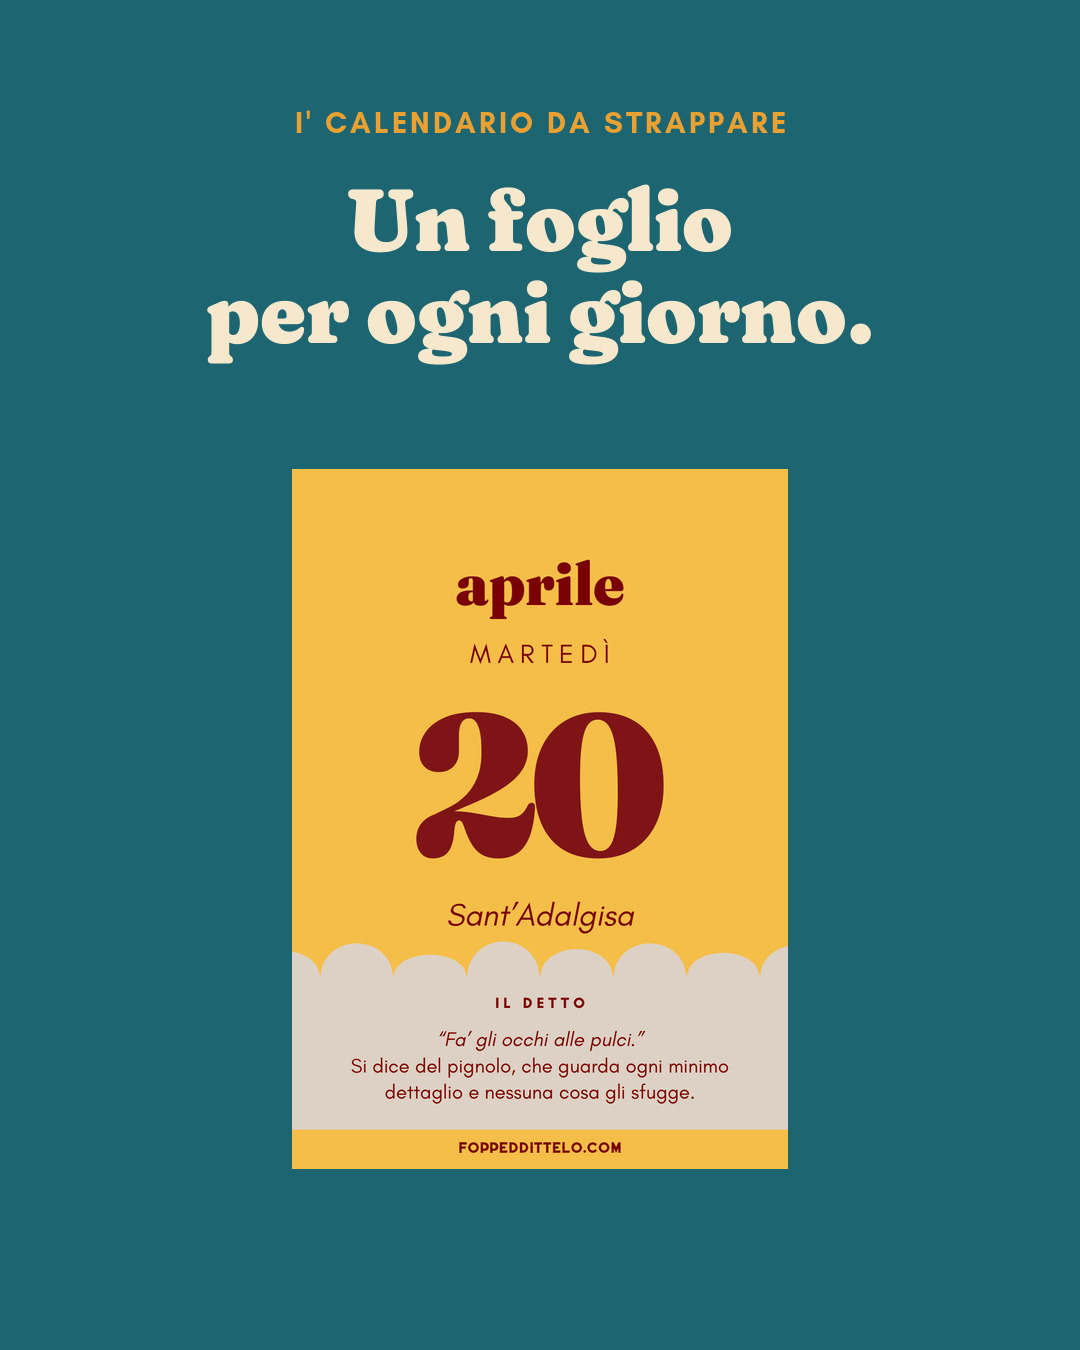 I' CALENDARIO DA STRAPPARE
Un foglio
per ogni giorno.
aprile
MARTEDÌ
20
Sant’Adalgisa
IL DETTO
“Fa’ gli occhi alle pulci.”
Si dice del pignolo, che guarda ogni minimo
dettaglio e nessuna cosa gli sfugge.
FOPPEDDITTELO.COM